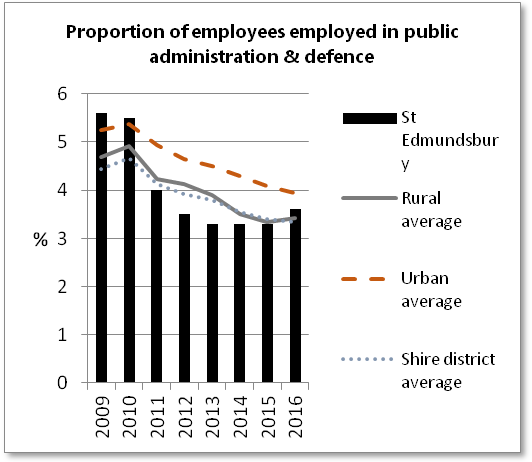 Proportion of employees employed in public
administration & defence
6
5
4
3
2
1
0
%
2009
2010
2011
2012
2013
2014
2015
2016
St
Edmundsbur
y
Rural
average
Urban
average
Shire district
average